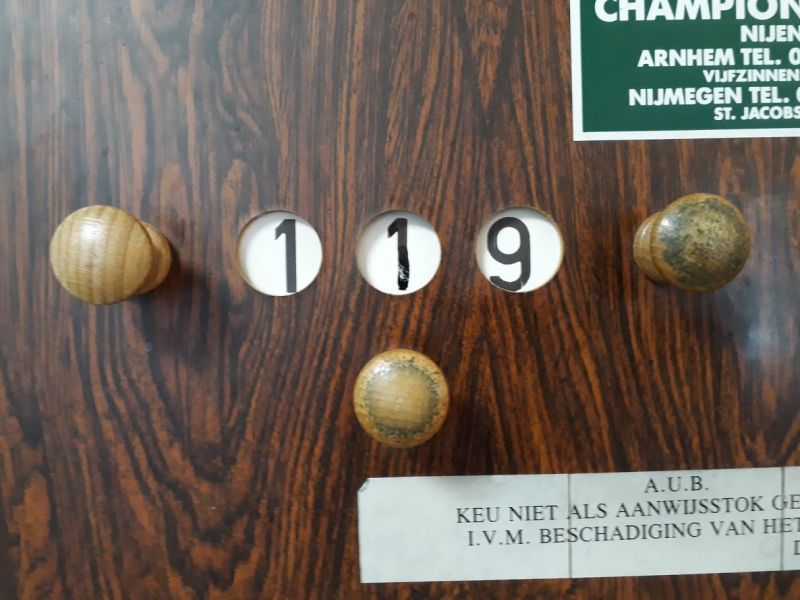 CHAMPION
NIJEN
ARNHEM TEL. 0
VIJFZINNEN
NIJMEGEN TEL.
ST. JACOBS
1 1 9
A.U.B.
KEU NIET ALS AANWIJSSTOK GE
I.V.M. BESCHADIGING VAN HET
D